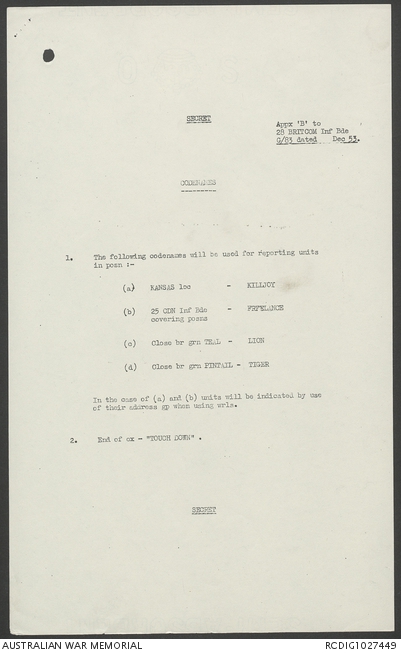 SECRET
Appx 'B' to
28 BRITCOM Inf Bde
G/83 dated Dec 53.
CODENAMES
1. The following codenames will be used for reporting units
in posn :-
(a) KANSAS loc - KILLJOY
(b) 25 CDN Inf Bde - FREELANCE
covering posns
(c) Close br grn TEAL - LION
(d) Close br grn PINTAIL - TIGER
In the case of (a) and (b) units will be indicated by use
of their address gp when using wrls.
2. End of ex - "TOUCH DOWN" .
SECRET
AUSTRALIAN WAR MEMORIAL
RCDIG1027449